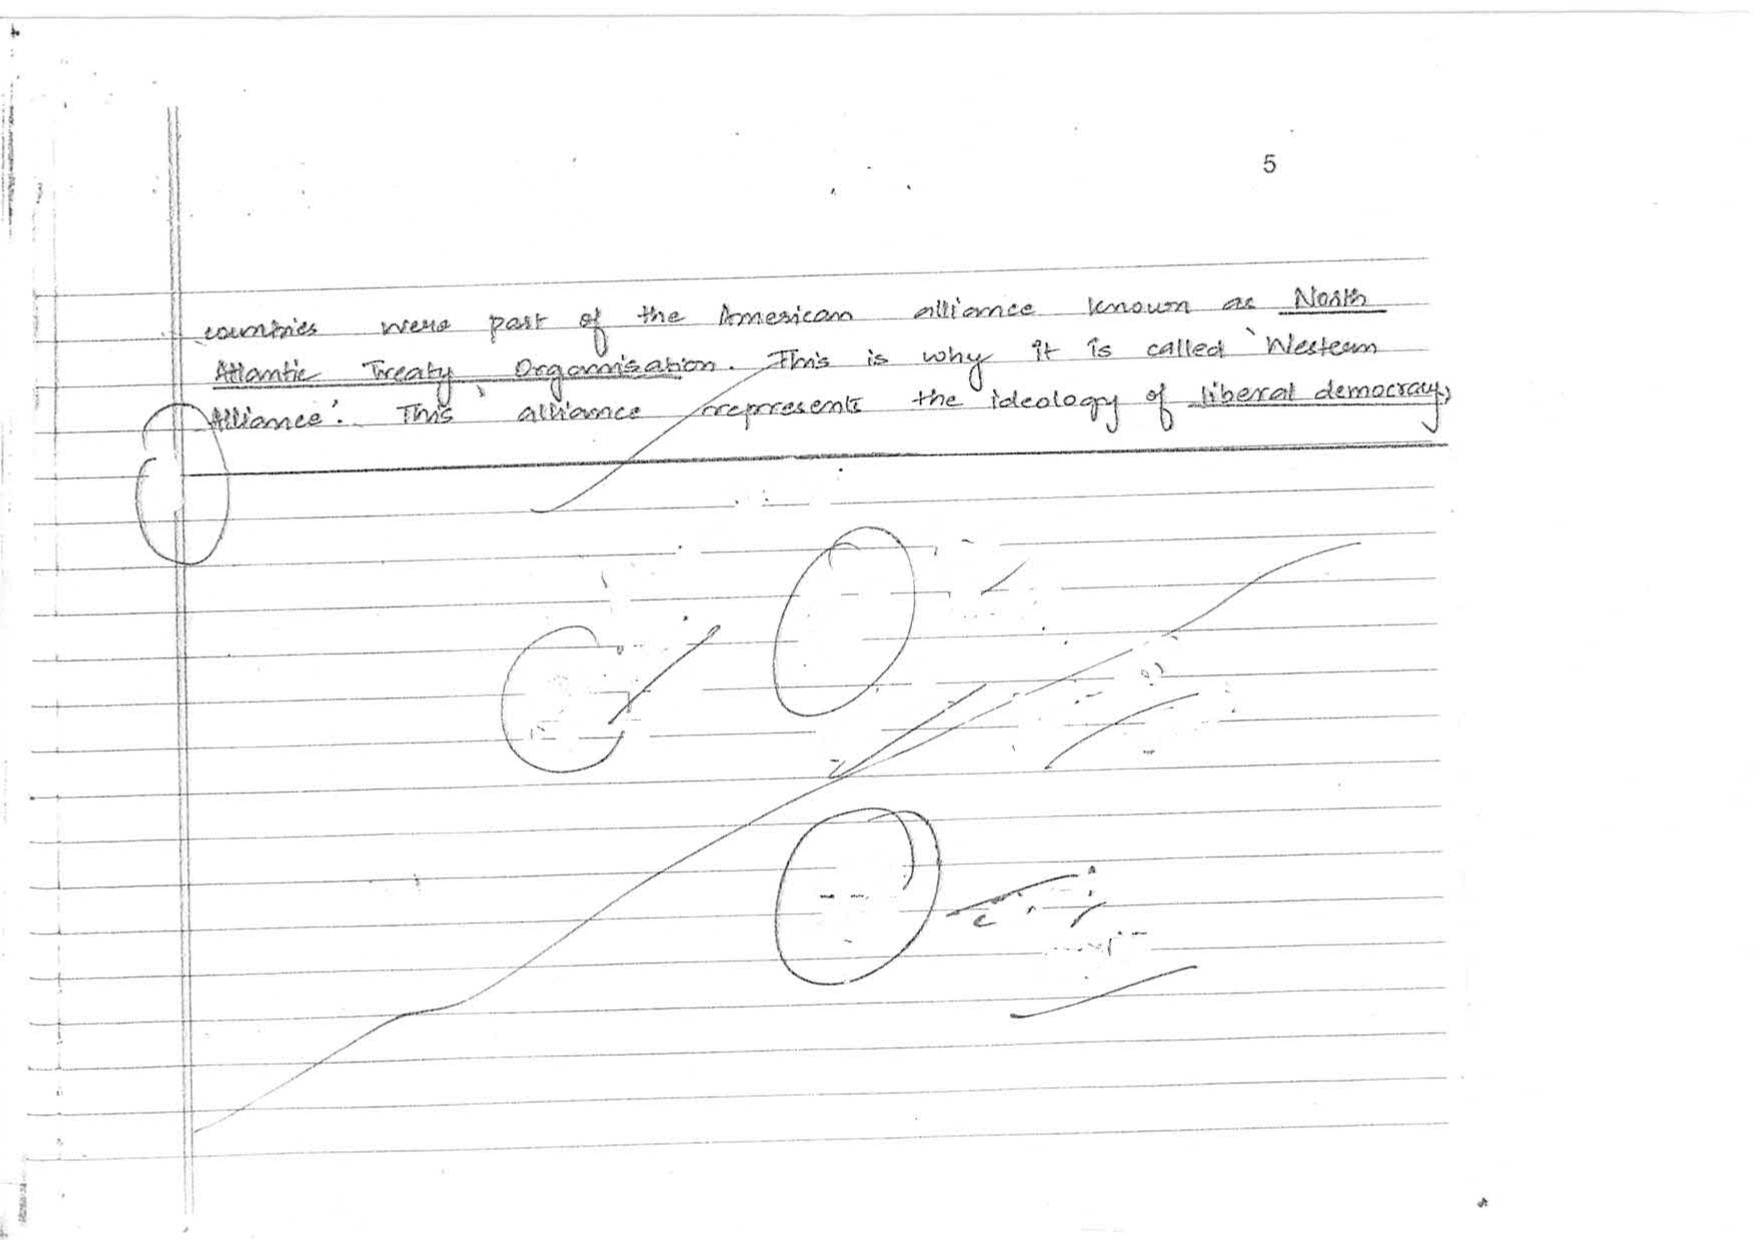 5
countries were part of the American alliance known as North
Atlantic Treaty Organisation. This is why it is called 'Western
Alliance'. This alliance represents the ideology of liberal democracy,